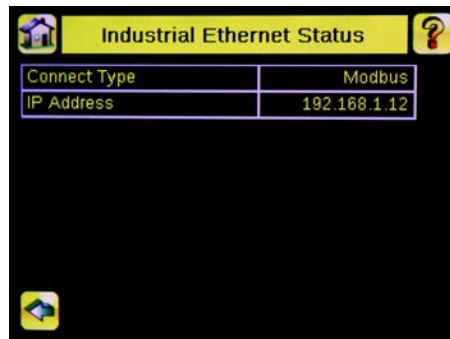 Industrial Ethernet Status
?
Connect Type Modbus
IP Address 192.168.1.12